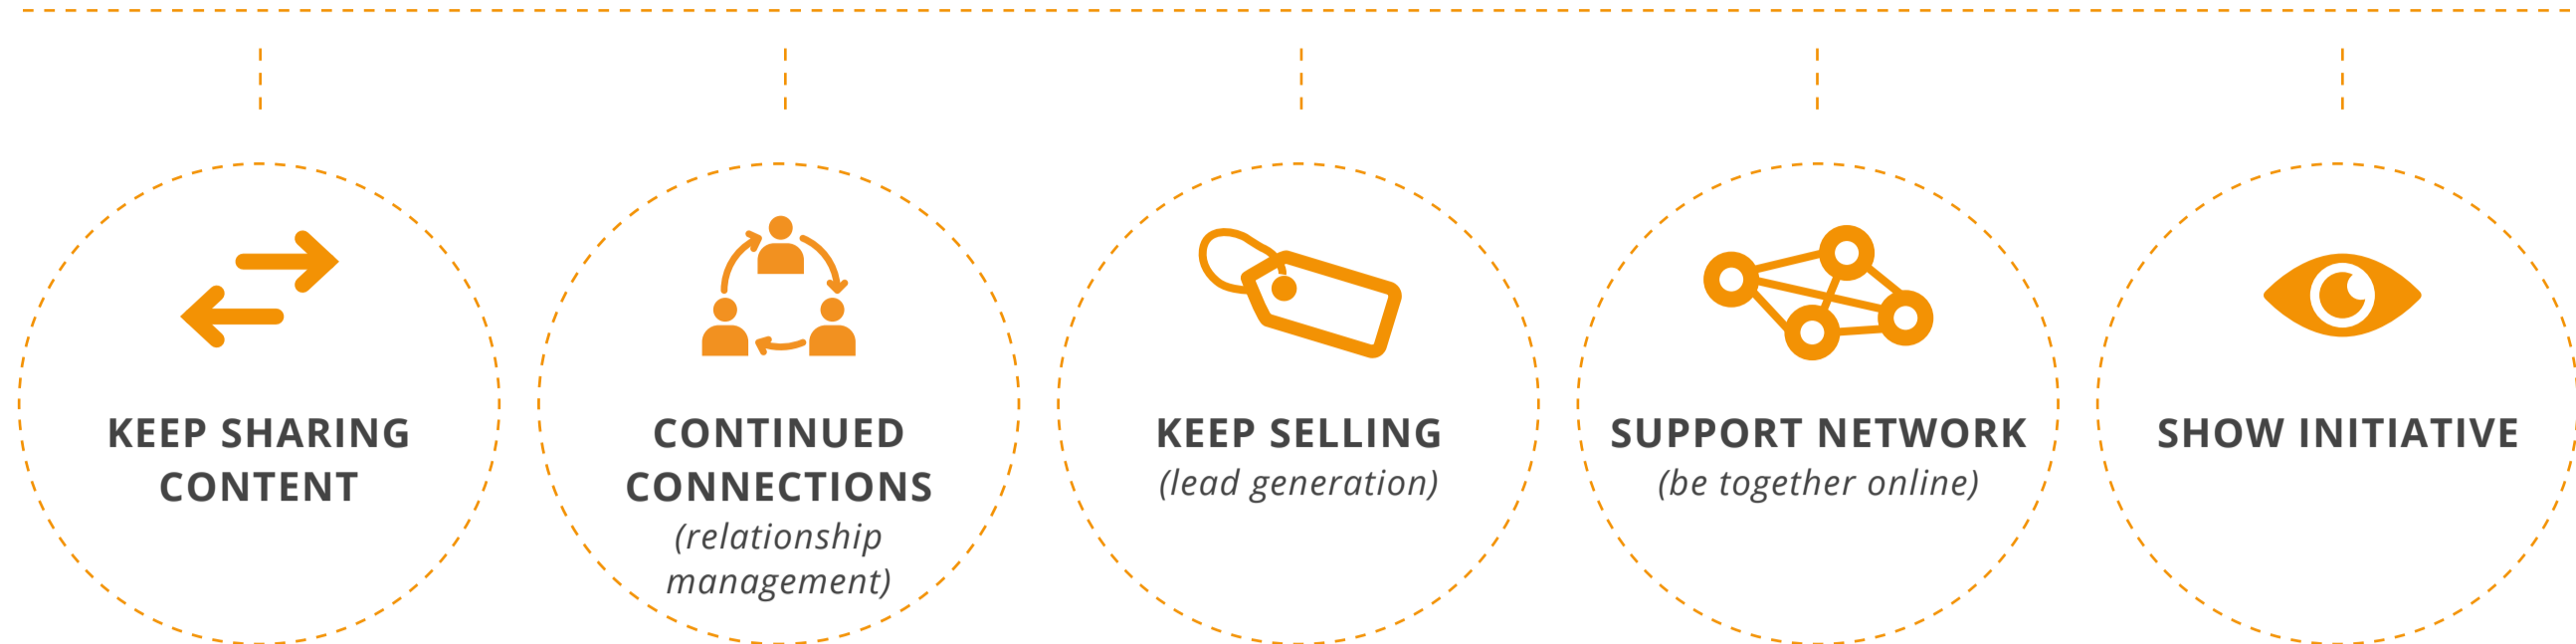 KEEP SHARING
CONTENT
CONTINUED
CONNECTIONS
(relationship
management)
KEEP SELLING
(lead generation)
SUPPORT NETWORK
(be together online)
SHOW INITIATIVE